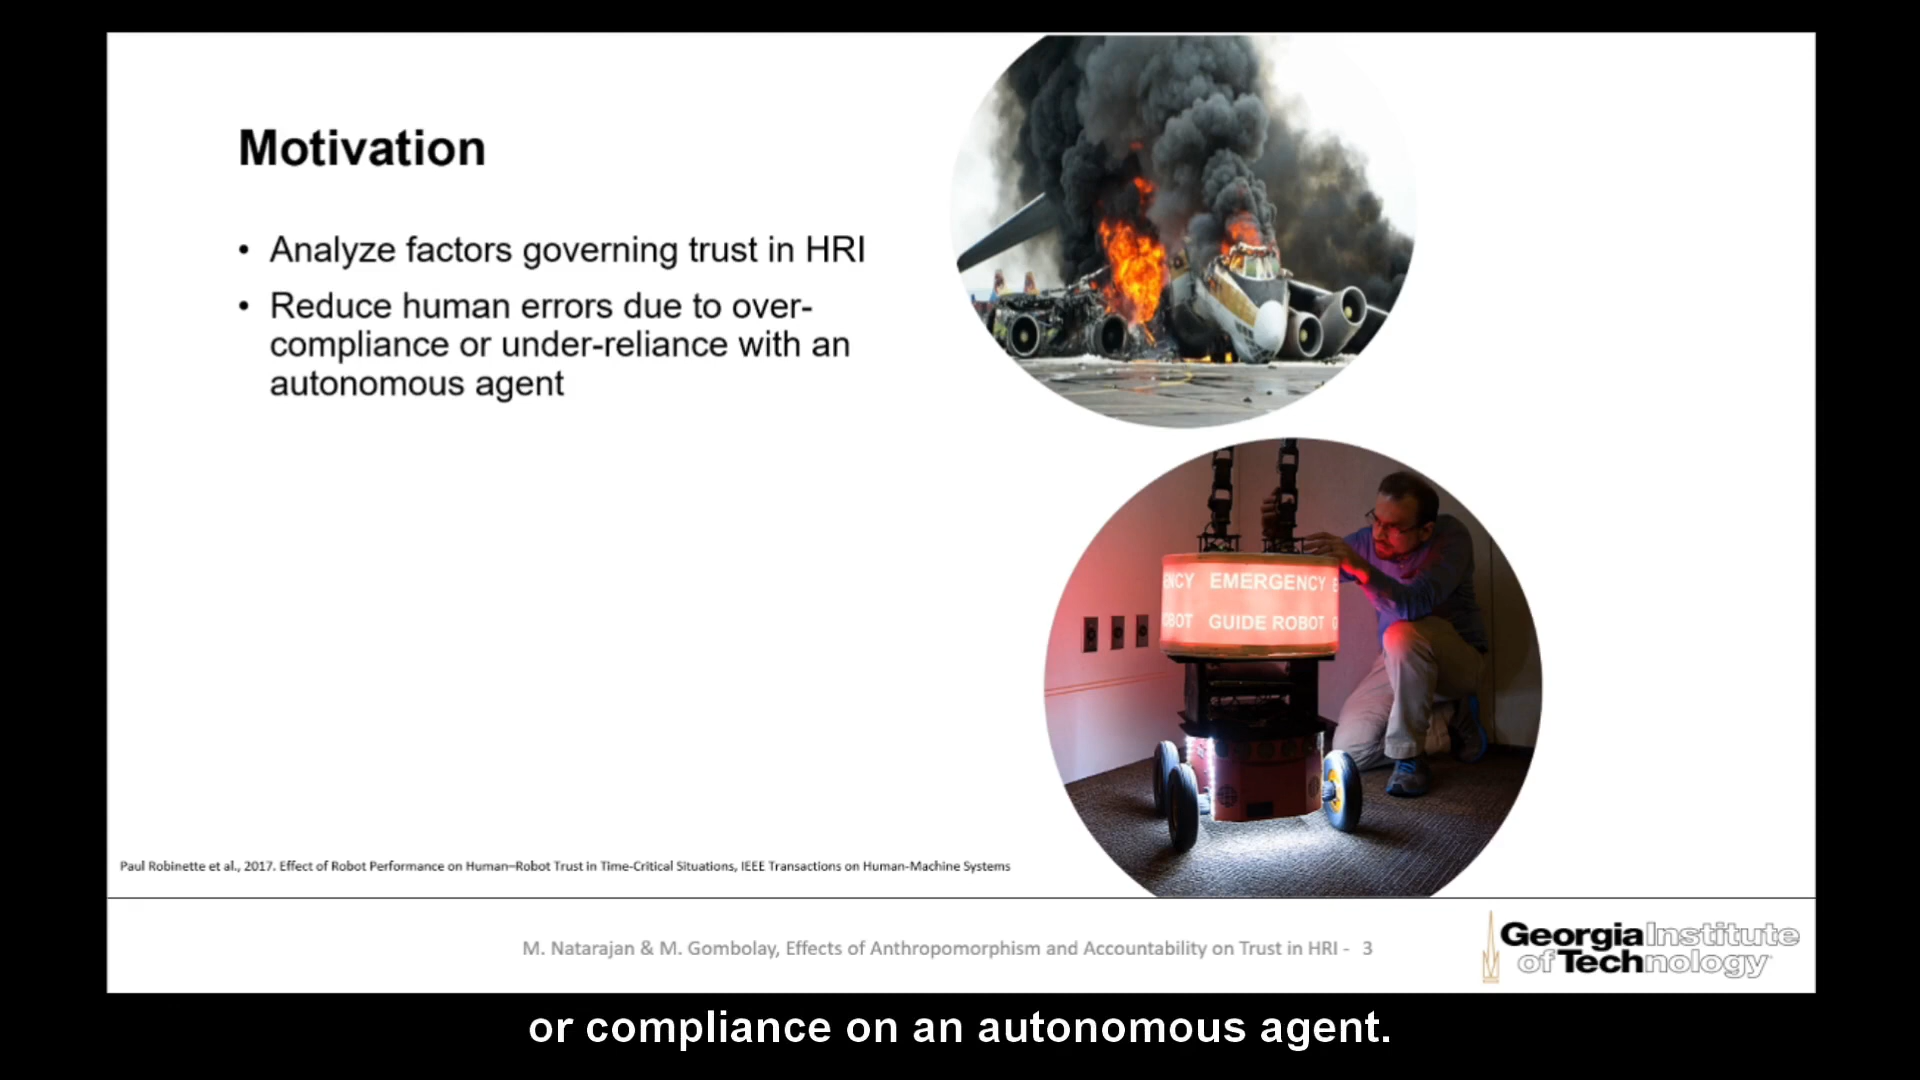 Motivation
• Analyze factors governing trust in HRI
• Reduce human errors due to over-
compliance or under-reliance with an
autonomous agent
ENCY EMERGENCY E
OBOT GUIDE ROBOT G
Paul Robinette et al., 2017. Effect of Robot Performance on Human–Robot Trust in Time-Critical Situations, IEEE Transactions on Human-Machine Systems
M. Natarajan & M. Gombolay, Effects of Anthropomorphism and Accountability on Trust in HRI - 3
Georgia Institute
of Technology
or compliance on an autonomous agent.